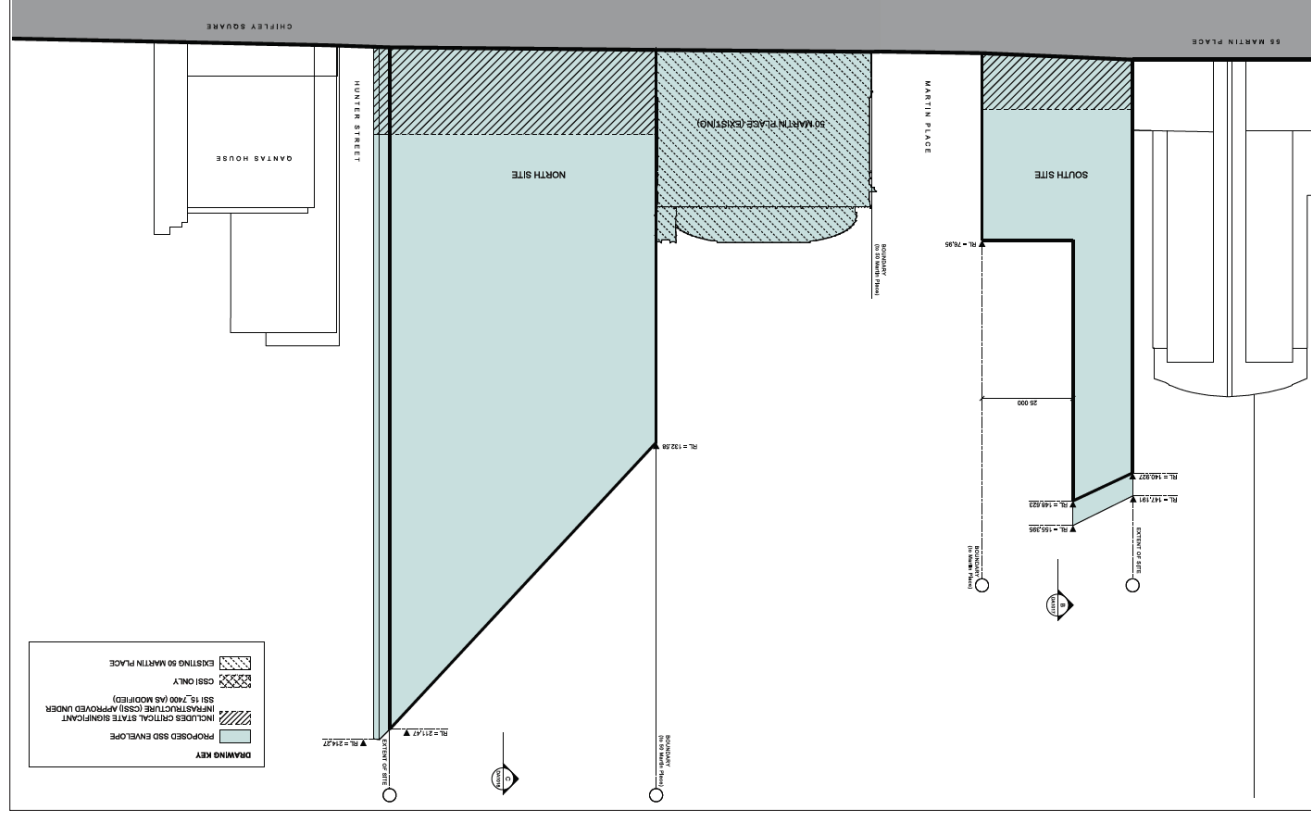 EXTENT OF SITE
BOUNDARY
(to 50 Martin Place)
C
RL = 211.47
RL = 214.27
DRAWING KEY
PROPOSED SSD ENVELOPE
INCLUDES CRITICAL STATE SIGNIFICANT
INFRASTRUCTURE (CSSI) APPROVED UNDER
SSI 15_7400 (AS MODIFIED)
CSSI ONLY
EXISTING 50 MARTIN PLACE
B
EXTENT OF SITE
BOUNDARY
(to Martin Place)
RL = 155.395
RL = 148.623
RL = 147.191
RL = 140.927
RL = 132.58
25 000
RL = 76.95
BOUNDARY
(to 50 Martin Place)
SOUTH SITE
NORTH SITE
QANTAS HOUSE
50 MARTIN PLACE (EXISTING)
MARTIN PLACE
HUNTER STREET
55 MARTIN PLACE
CHIFLEY SQUARE